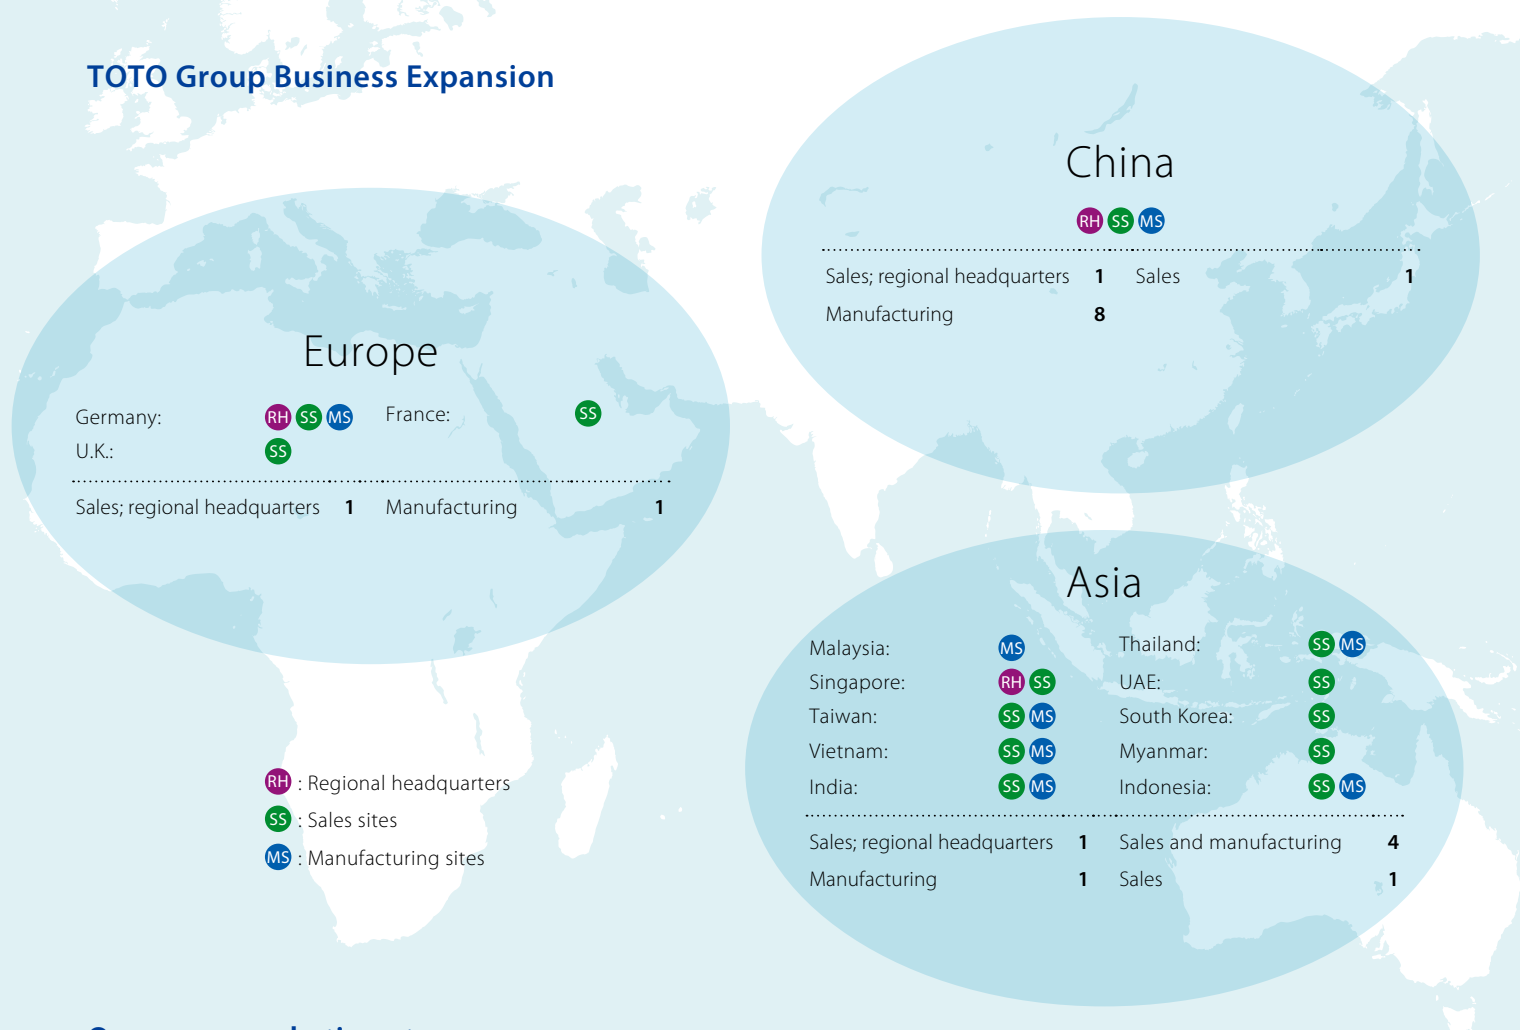 TOTO Group Business Expansion
China
RH SS MS
Sales; regional headquarters 1 Sales 1
Manufacturing 8
Europe
Germany: RH SS MS France: SS
U.K.: SS
Sales; regional headquarters 1 Manufacturing 1
Asia
Malaysia: MS Thailand: SS MS
Singapore: RH SS UAE: SS
Taiwan: SS MS South Korea: SS
Vietnam: SS MS Myanmar: SS
India: SS MS Indonesia: SS MS
Sales; regional headquarters 1 Sales and manufacturing 4
Manufacturing 1 Sales 1
RH : Regional headquarters
SS : Sales sites
MS : Manufacturing sites